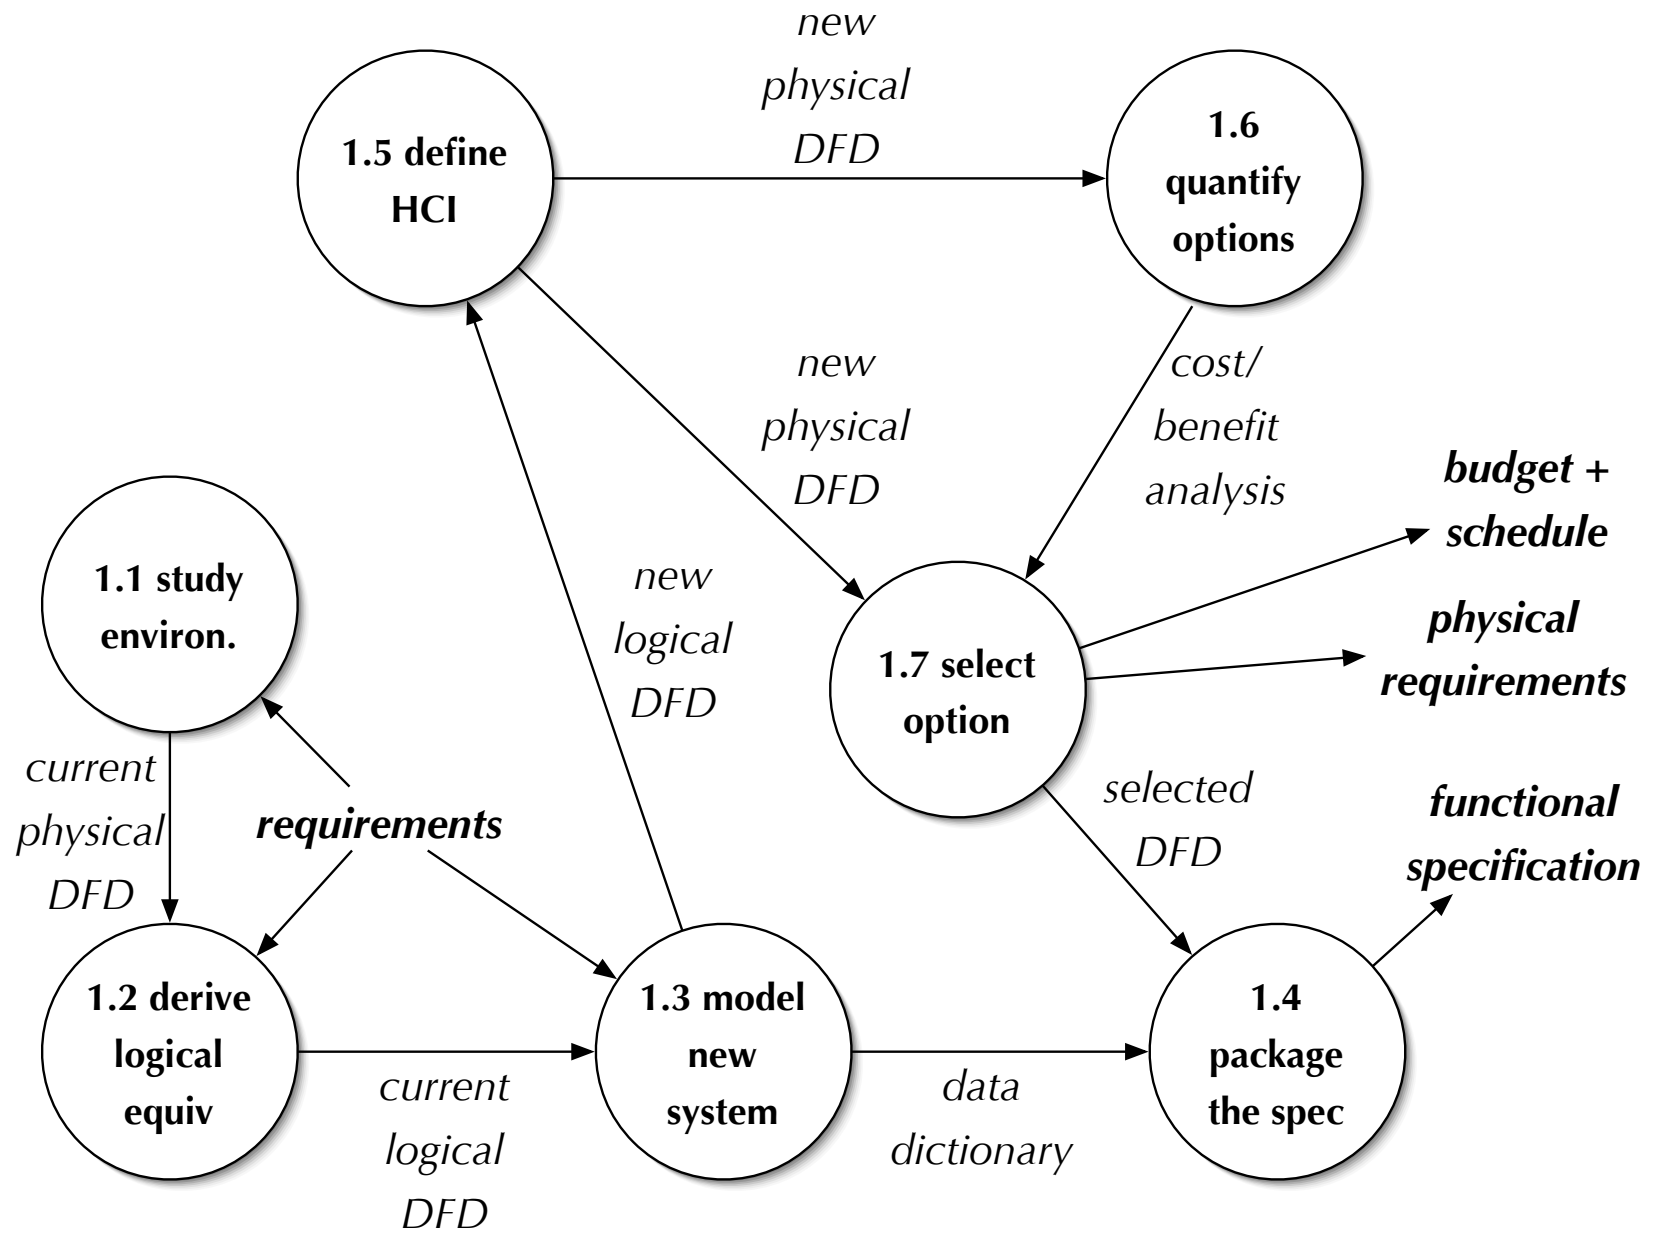 new
physical
DFD
1.5 define
HCI
1.6
quantify
options
new
physical
DFD
cost/
benefit
analysis
budget +
schedule
1.1 study
environ.
new
logical
DFD
physical
requirements
1.7 select
option
current
physical
DFD
requirements
selected
DFD
functional
specification
1.2 derive
logical
equiv
1.3 model
new
system
1.4
package
the spec
current
logical
DFD
data
dictionary